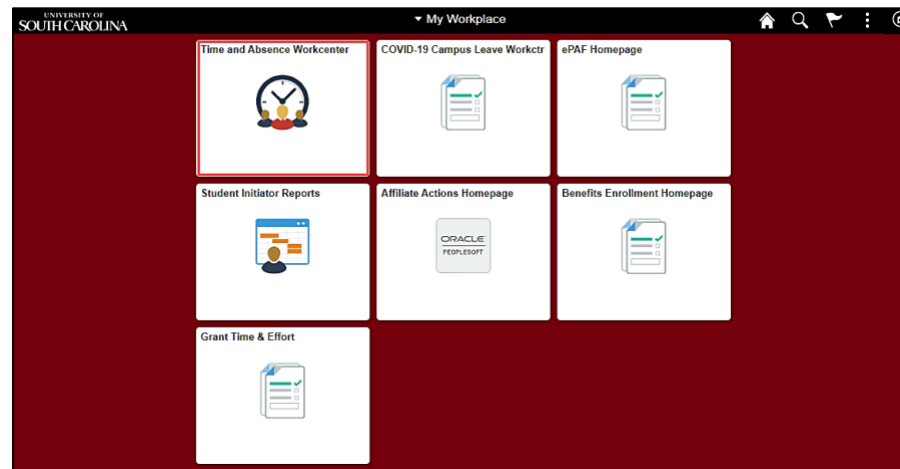 UNIVERSITY OF
SOUTH CAROLINA
My Workplace
Time and Absence Workcenter
COVID-19 Campus Leave Workctr
ePAF Homepage
Student Initiator Reports
Affiliate Actions Homepage
Benefits Enrollment Homepage
ORACLE
PEOPLESOFT
Grant Time & Effort